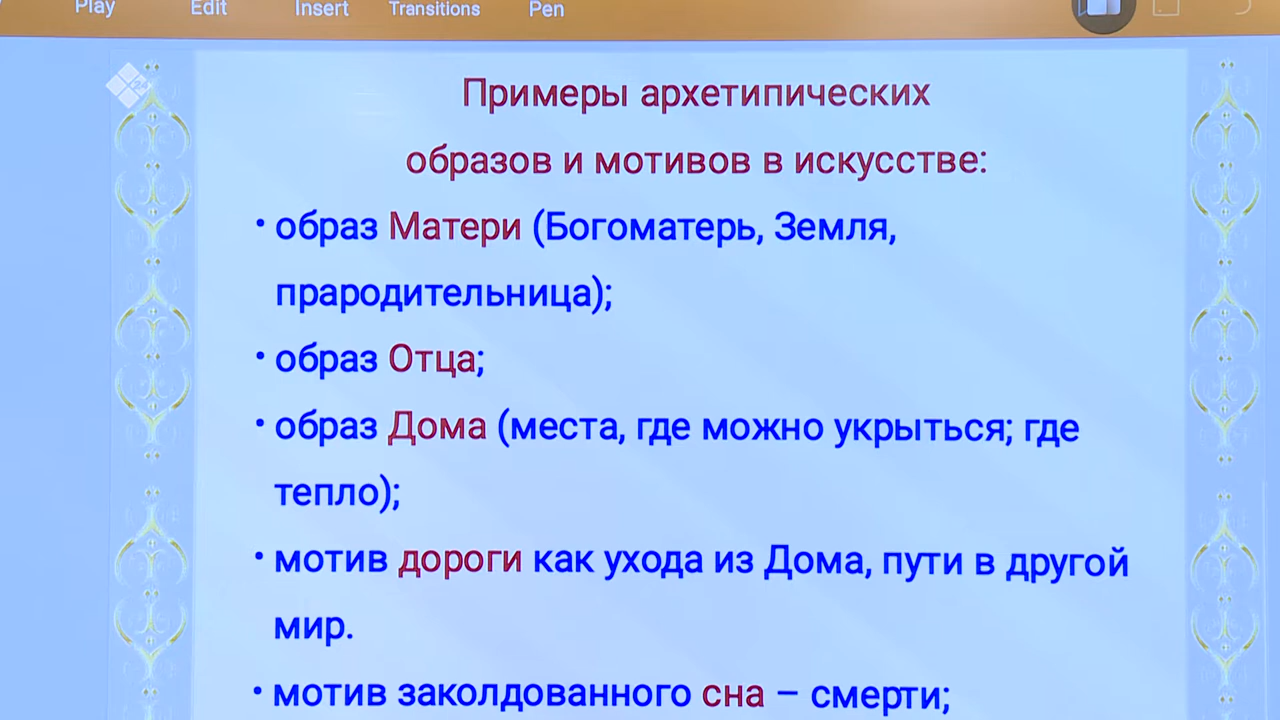 Play Edit Insert Transitions Pen
24
Примеры архетипических
образов и мотивов в искусстве:
• образ Матери (Богоматерь, Земля,
прародительница);
• образ Отца;
• образ Дома (места, где можно укрыться; где
тепло);
• мотив дороги как ухода из Дома, пути в другой
мир.
• мотив заколдованного сна – смерти;